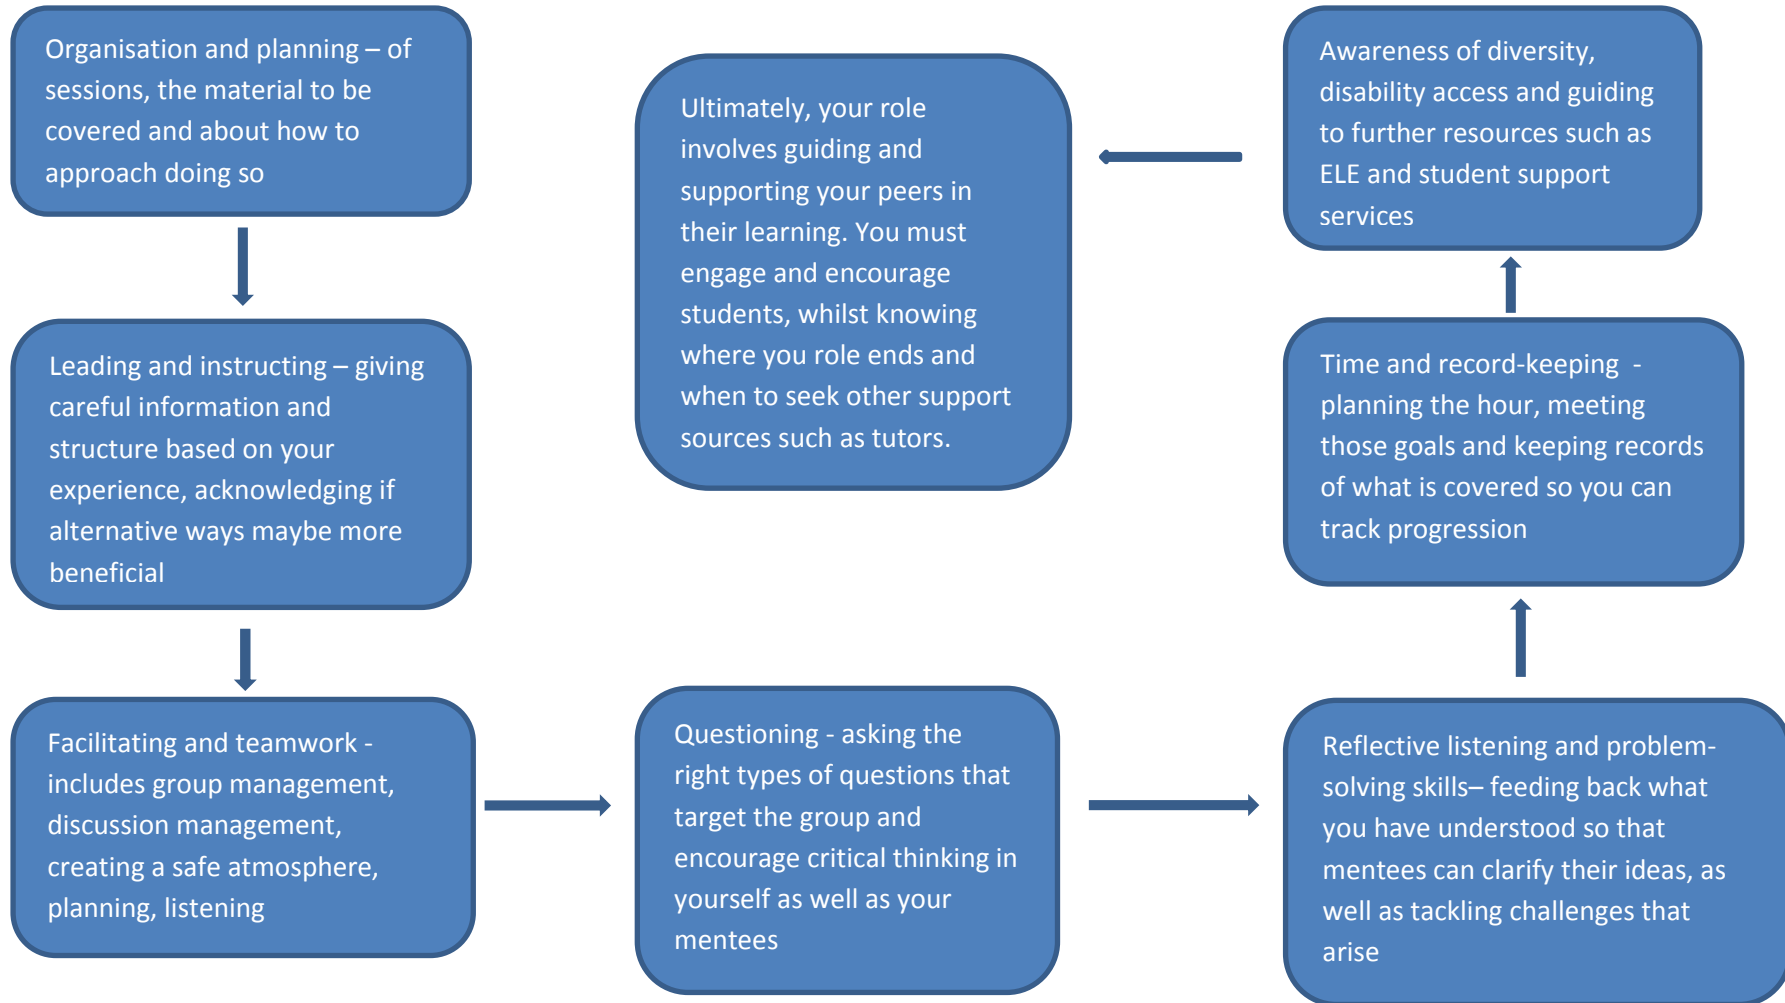 Organisation and planning – of
sessions, the material to be
covered and about how to
approach doing so
Leading and instructing – giving
careful information and
structure based on your
experience, acknowledging if
alternative ways maybe more
beneficial
Facilitating and teamwork -
includes group management,
discussion management,
creating a safe atmosphere,
planning, listening
Questioning - asking the
right types of questions that
target the group and
encourage critical thinking in
yourself as well as your
mentees
Reflective listening and problem-
solving skills– feeding back what
you have understood so that
mentees can clarify their ideas, as
well as tackling challenges that
arise
Time and record-keeping  -
planning the hour, meeting
those goals and keeping records
of what is covered so you can
track progression
Awareness of diversity,
disability access and guiding
to further resources such as
ELE and student support
services
Ultimately, your role
involves guiding and
supporting your peers in
their learning. You must
engage and encourage
students, whilst knowing
where you role ends and
when to seek other support
sources such as tutors.